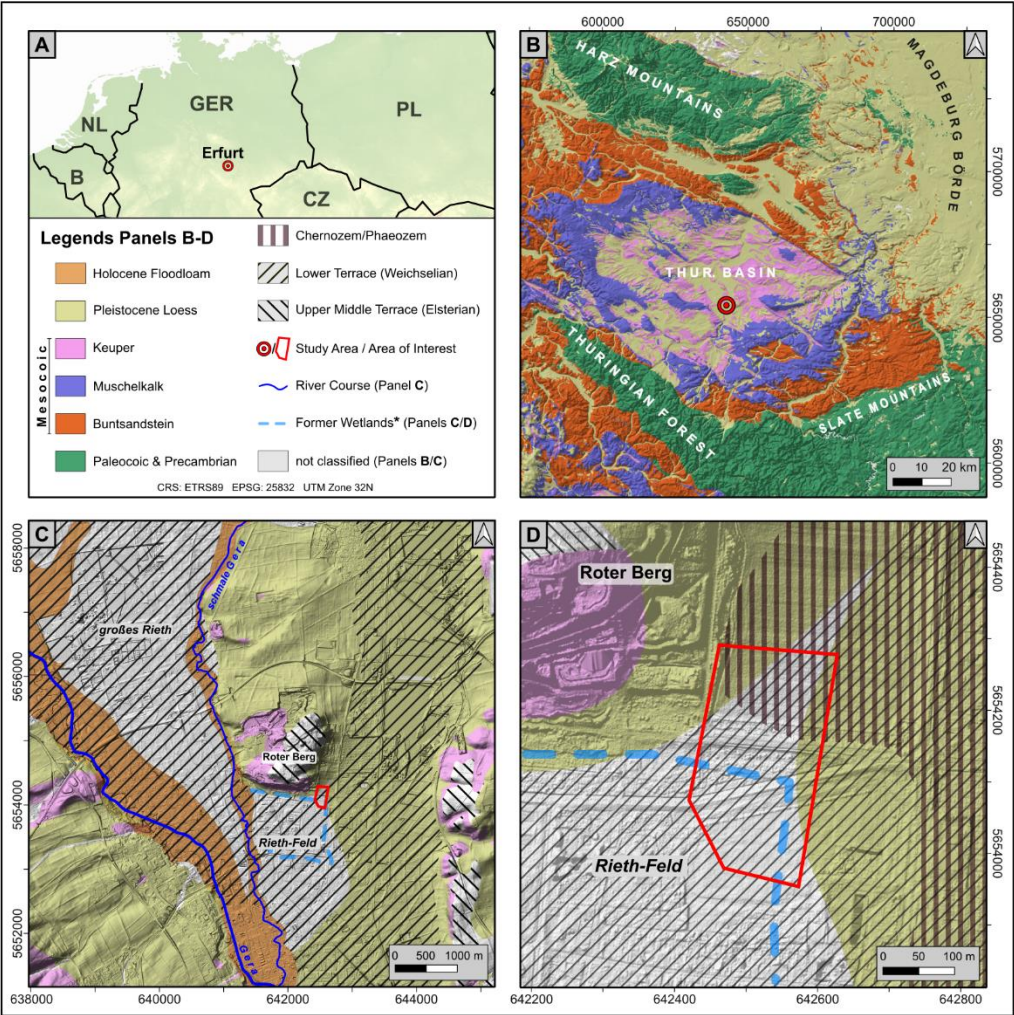 A
NL
GER
PL
B
Erfurt
CZ
Legends Panels B-D
Holocene Floodloam
Pleistocene Loess
Mesocoic
Keuper
Muschelkalk
Buntsandstein
Paleocoic & Precambrian
Chernozem/Phaeozem
Lower Terrace (Weichselian)
Upper Middle Terrace (Elsterian)
Study Area / Area of Interest
River Course (Panel C)
Former Wetlands* (Panels C/D)
not classified (Panels B/C)
CRS: ETRS89 EPSG: 25832 UTM Zone 32N
600000 650000 700000
B
HARZ MOUNTAINS
MAGDEBURG BÖRDE
THUR. BASIN
THURINGIAN FOREST
SLATE MOUNTAINS
0 10 20 km
5700000
5650000
5600000
C
schmale Gera
großes Rieth
Roter Berg
Rieth-Feld
Gera
0 500 1000 m
5658000
5656000
5654000
5652000
638000 640000 642000 644000
D
Roter Berg
Rieth-Feld
0 50 100 m
5654400
5654200
5654000
642200 642400 642600 642800